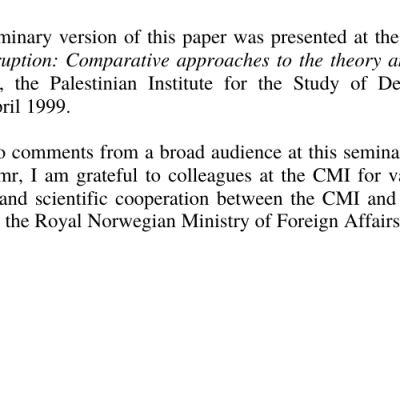 minary version of this paper was presented at the
ruption: Comparative approaches to the theory
, the Palestinian Institute for the Study of De
ril 1999.
o comments from a broad audience at this semina
mr, I am grateful to colleagues at the CMI for v
and scientific cooperation between the CMI and
the Royal Norwegian Ministry of Foreign Affairs